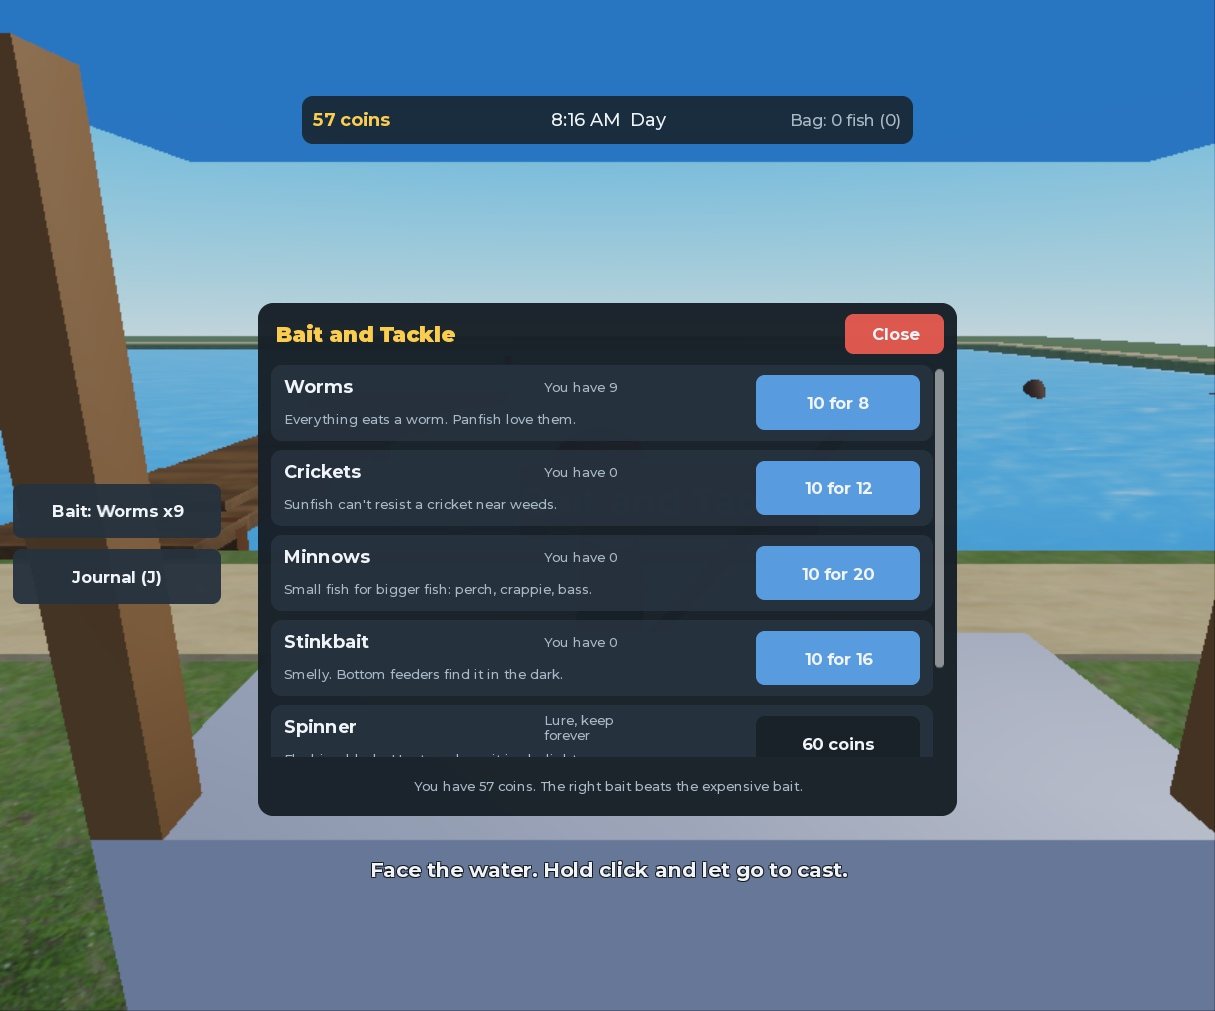 57 coins
8:16 AM Day
Bag: 0 fish (0)
Bait and Tackle
Close
Worms
You have 9
10 for 8
Everything eats a worm. Panfish love them.
Crickets
You have 0
10 for 12
Sunfish can't resist a cricket near weeds.
Minnows
You have 0
10 for 20
Small fish for bigger fish: perch, crappie, bass.
Stinkbait
You have 0
10 for 16
Smelly. Bottom feeders find it in the dark.
Spinner
Lure, keep
forever
60 coins
You have 57 coins. The right bait beats the expensive bait.
Bait: Worms x9
Journal (J)
Face the water. Hold click and let go to cast.